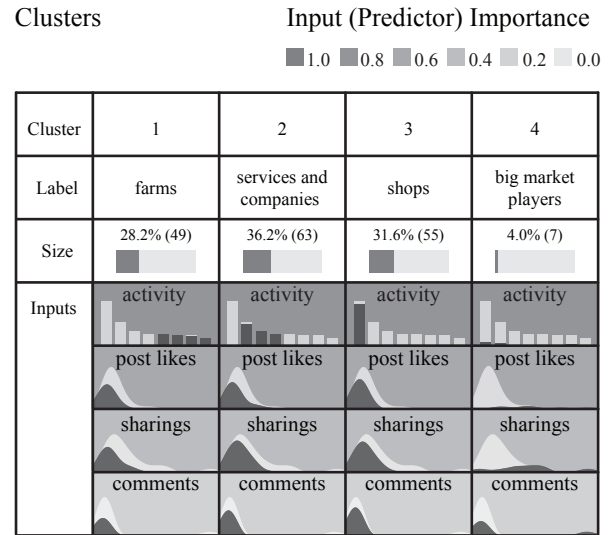 Clusters
Input (Predictor) Importance
1.0 0.8 0.6 0.4 0.2 0.0
Cluster 1 2 3 4
Label farms services and companies shops big market players
Size 28.2% (49) 36.2% (63) 31.6% (55) 4.0% (7)
Inputs activity activity activity activity
post likes post likes post likes post likes
sharings sharings sharings sharings
comments comments comments comments